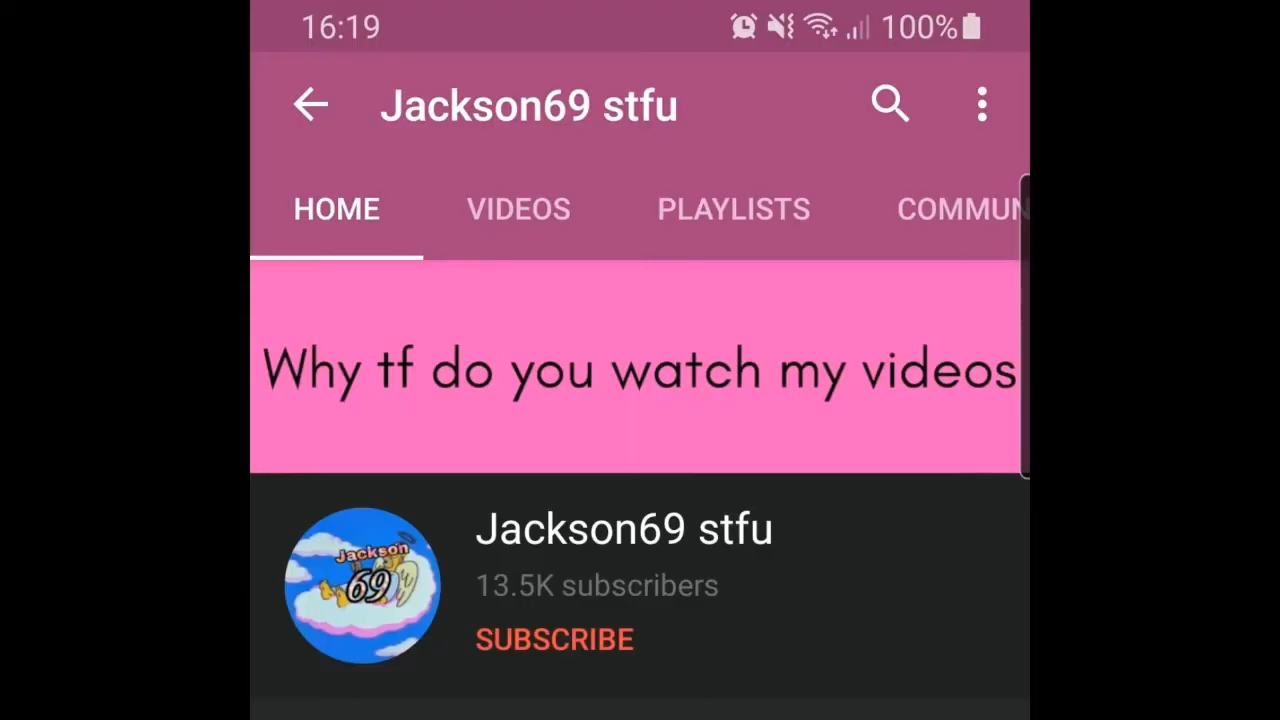 16:19 100%
Jackson69 stfu
HOME VIDEOS PLAYLISTS COMMUN
Why tf do you watch my videos
Jackson
69
Jackson69 stfu
13.5K subscribers
SUBSCRIBE